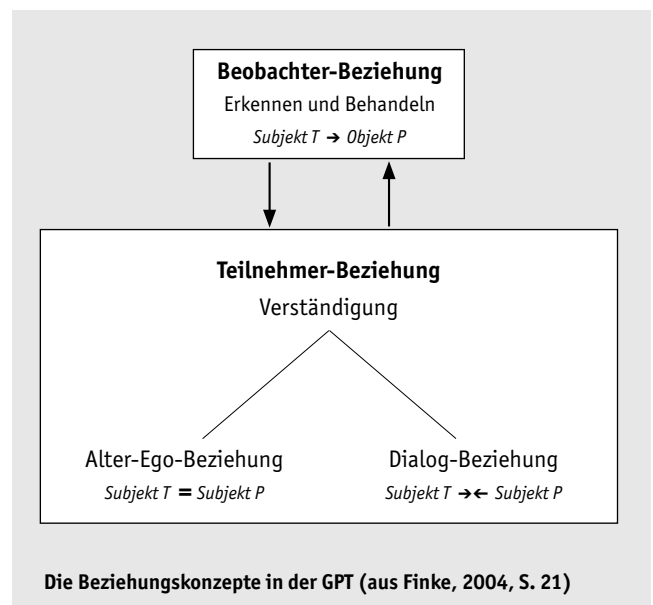 Beobachter-Beziehung
Erkennen und Behandeln
Subjekt T → Objekt P
Teilnehmer-Beziehung
Verständigung
Alter-Ego-Beziehung
Subjekt T = Subjekt P
Dialog-Beziehung
Subjekt T →← Subjekt P
Die Beziehungskonzepte in der GPT (aus Finke, 2004, S. 21)